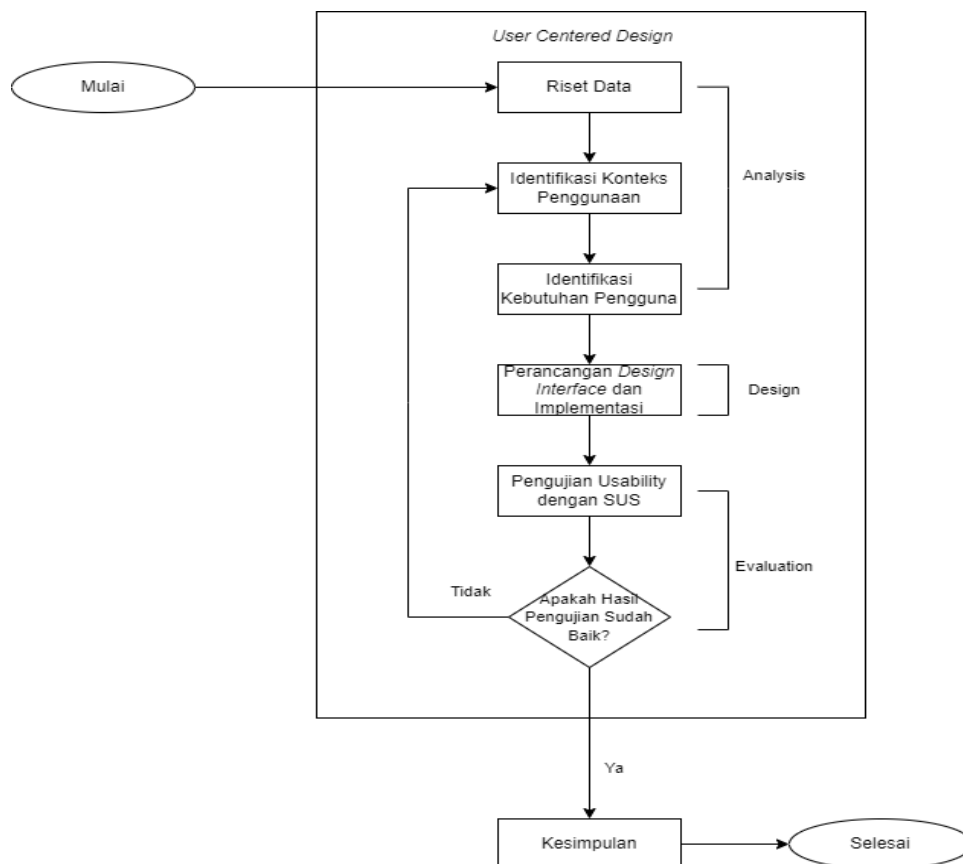 User Centered Design
Mulai
Riset Data
Identifikasi Konteks
Penggunaan
Analysis
Identifikasi
Kebutuhan Pengguna
Perancangan Design
Interface dan
Implementasi
Design
Pengujian Usability
dengan SUS
Evaluation
Tidak
Apakah Hasil
Pengujian Sudah
Baik?
Ya
Kesimpulan
Selesai